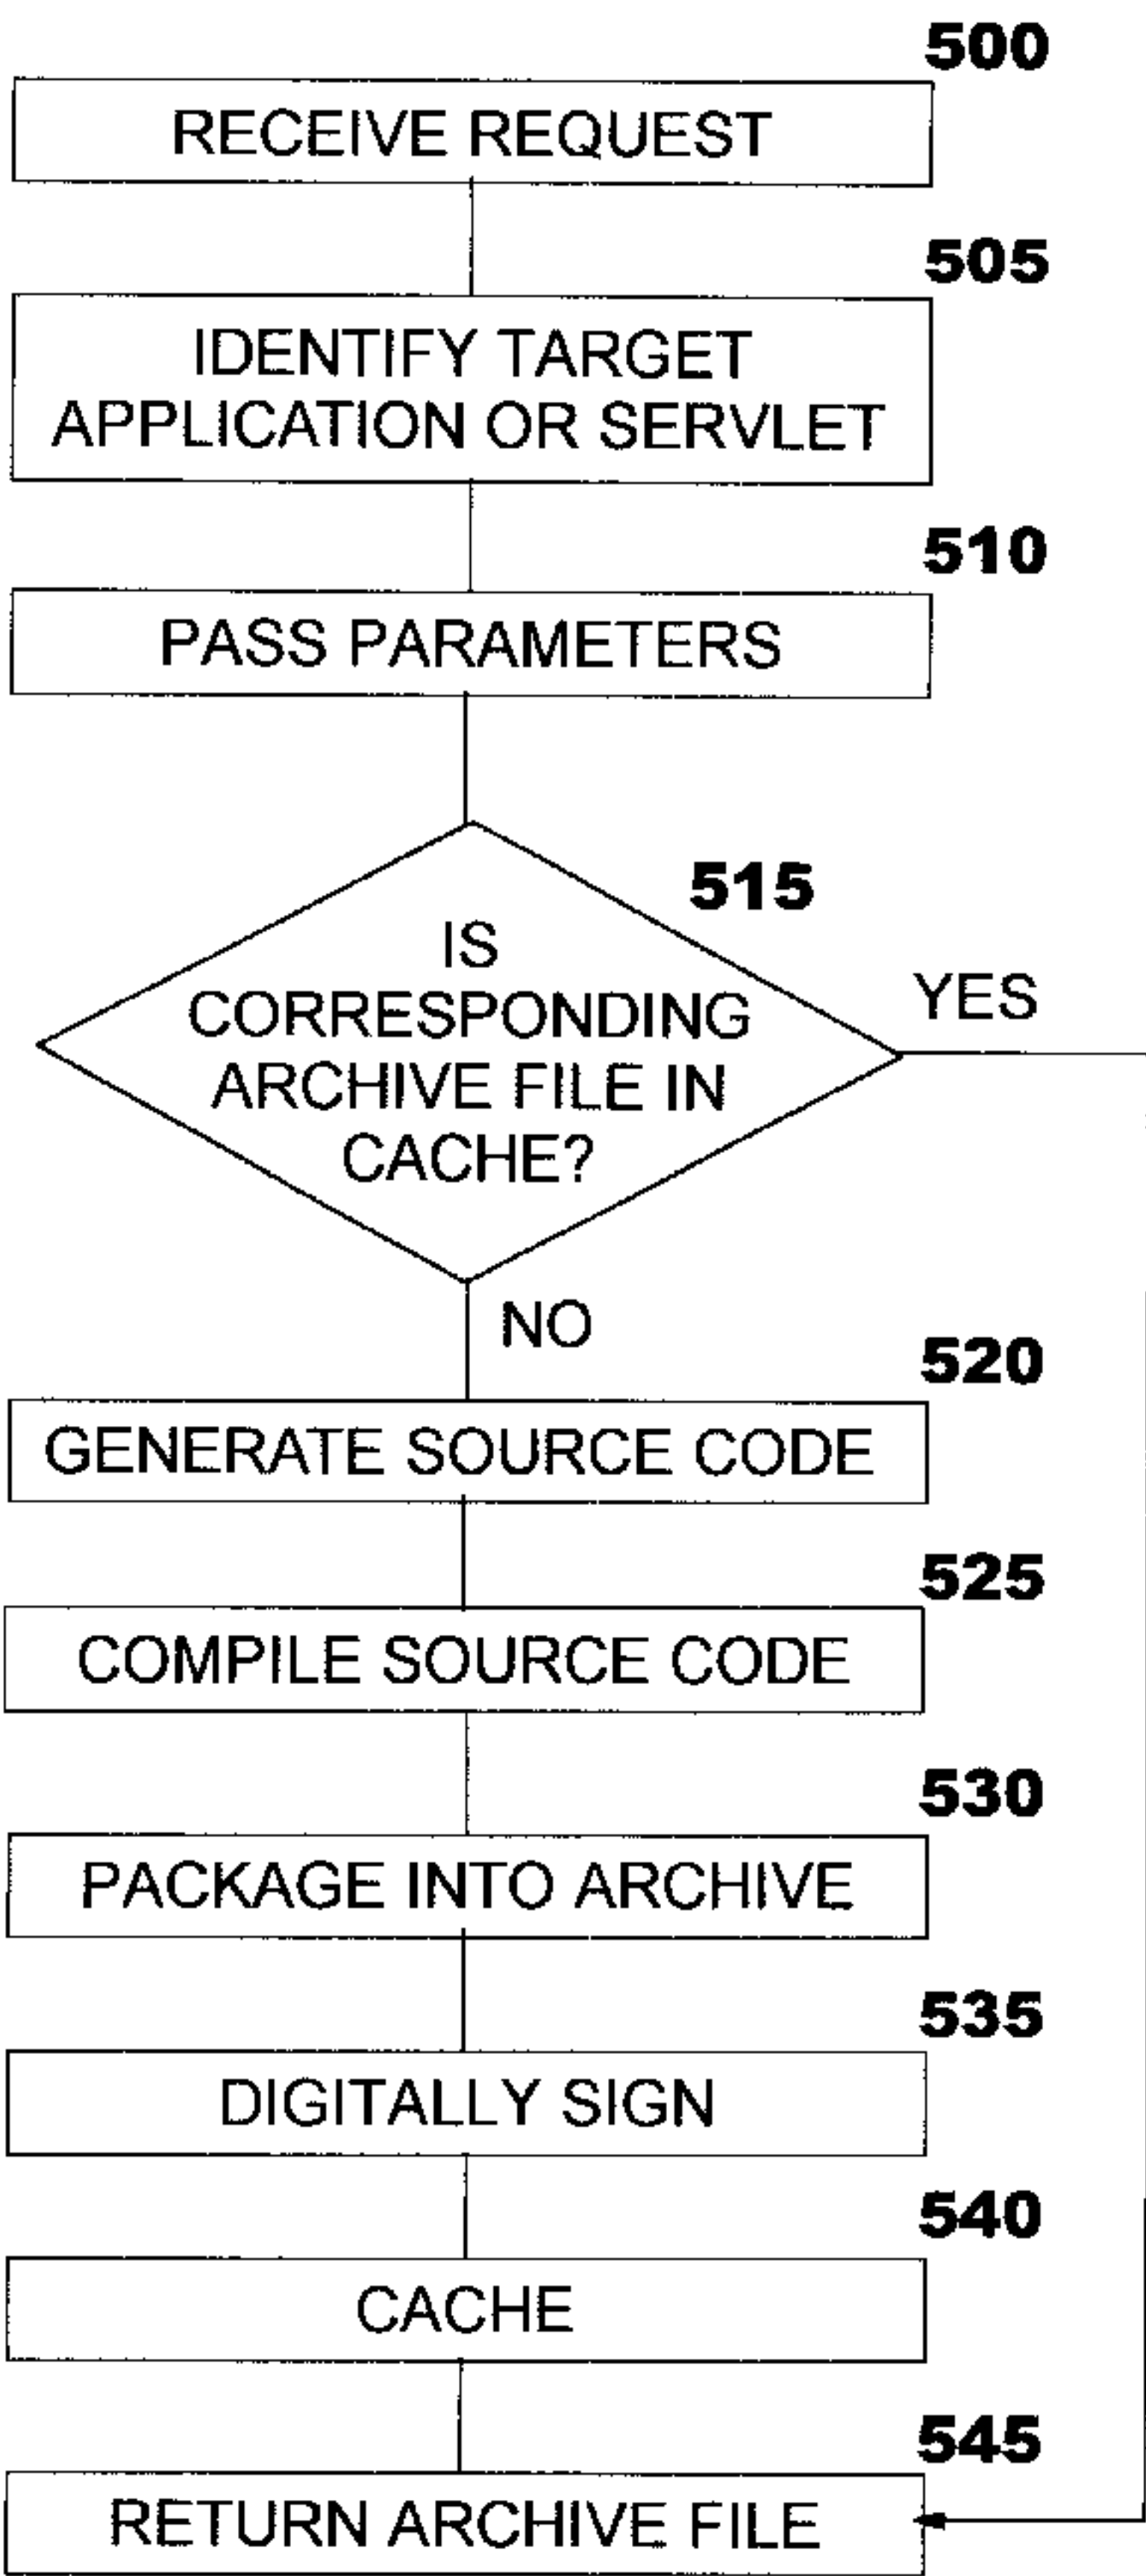 500
RECEIVE REQUEST
505
IDENTIFY TARGET
APPLICATION OR SERVLET
510
PASS PARAMETERS
515
IS
CORRESPONDING
ARCHIVE FILE IN
CACHE?
YES
NO
520
GENERATE SOURCE CODE
525
COMPILE SOURCE CODE
530
PACKAGE INTO ARCHIVE
535
DIGITALLY SIGN
540
CACHE
545
RETURN ARCHIVE FILE